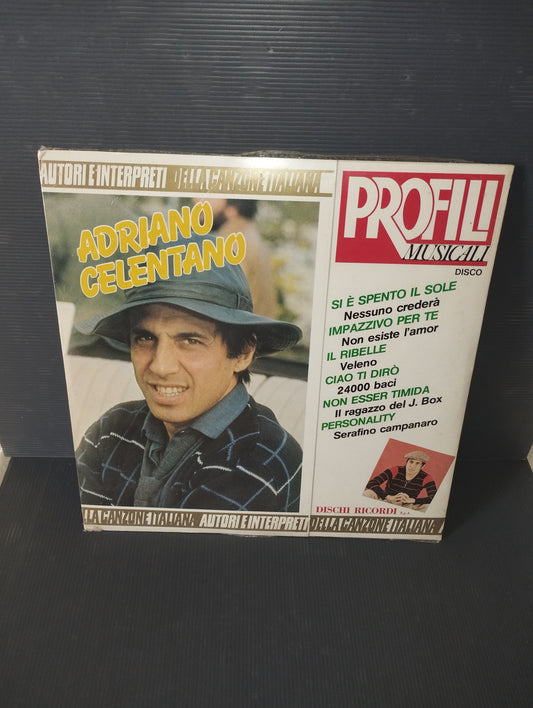 AUTORI E INTERPRETI DELLA CANZONE ITALIANA
ADRIANO
CELENTANO
PROFILI
MUSICALI
DISCO
SI È SPENTO IL SOLE
Nessuno crederà
IMPAZZIVO PER TE
Non esiste l'amor
IL RIBELLE
Veleno
CIAO TI DIRÒ
24000 baci
NON ESSER TIMIDA
Il ragazzo del J. Box
PERSONALITY
Serafino campanaro
DISCHI RICORDI S.p.A.
LA CANZONE ITALIANA AUTORI E INTERPRETI DELLA CANZONE ITALIANA